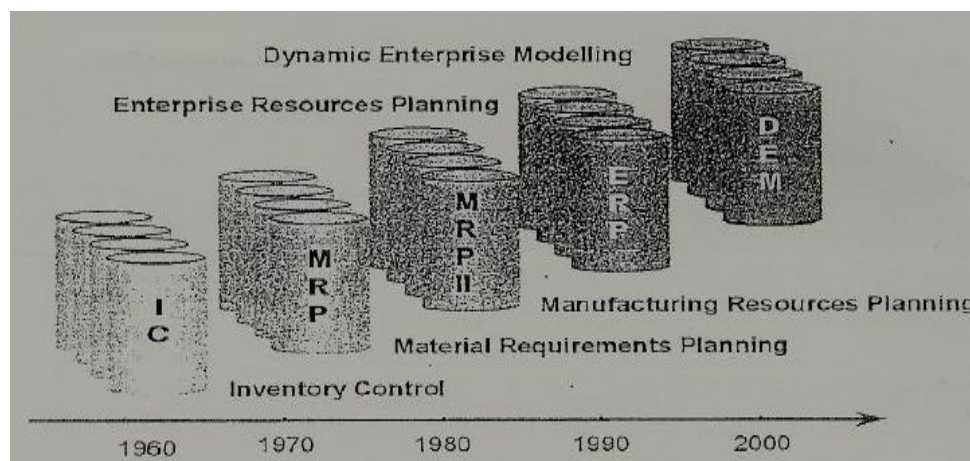 Dynamic Enterprise Modelling
Enterprise Resources Planning
DEM
ERP
MRP II
MRP
IC
Manufacturing Resources Planning
Material Requirements Planning
Inventory Control
1960 1970 1980 1990 2000